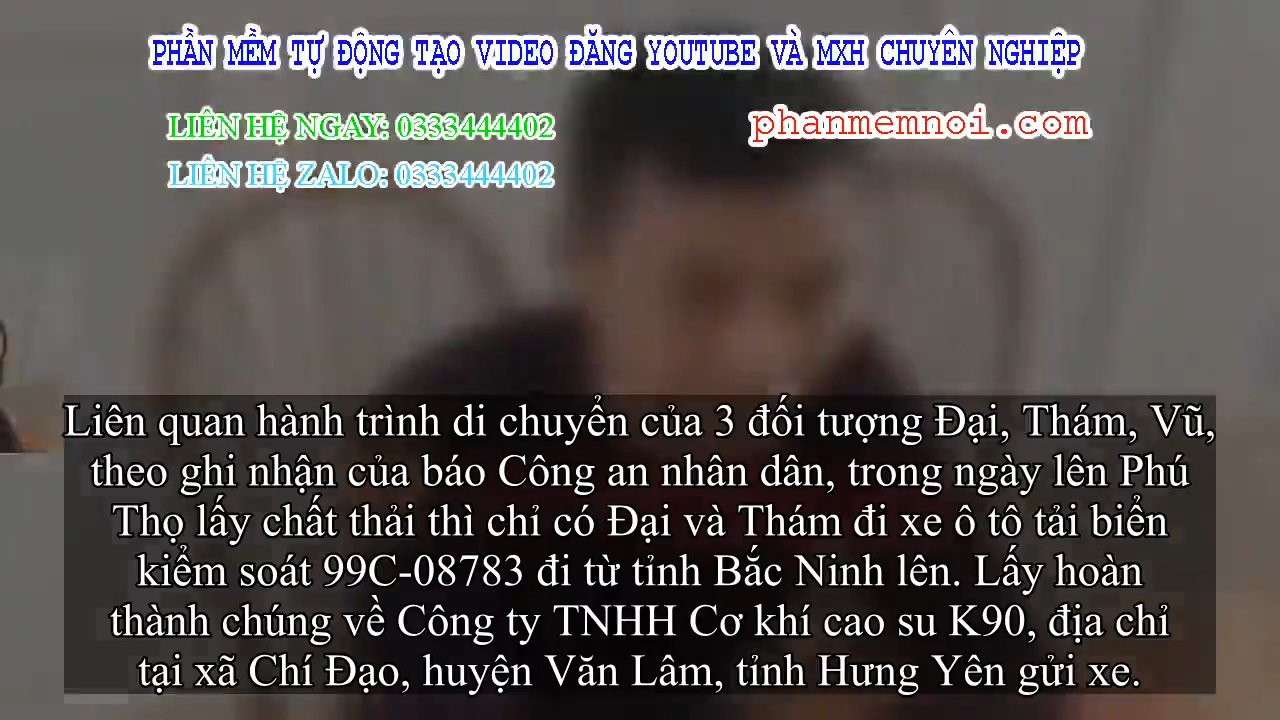 PHẦN MỀM TỰ ĐỘNG TẠO VIDEO ĐĂNG YOUTUBE VÀ MXH CHUYÊN NGHIỆP
LIÊN HỆ NGAY: 0333444402
phanmemnoi.com
LIÊN HỆ ZALO: 0333444402
Liên quan hành trình di chuyển của 3 đối tượng Đại, Thám, Vũ,
theo ghi nhận của báo Công an nhân dân, trong ngày lên Phú
Thọ lấy chất thải thì chỉ có Đại và Thám đi xe ô tô tải biển
kiểm soát 99C-08783 đi từ tỉnh Bắc Ninh lên. Lấy hoàn
thành chúng về Công ty TNHH Cơ khí cao su K90, địa chỉ
tại xã Chí Đạo, huyện Văn Lâm, tỉnh Hưng Yên gửi xe.